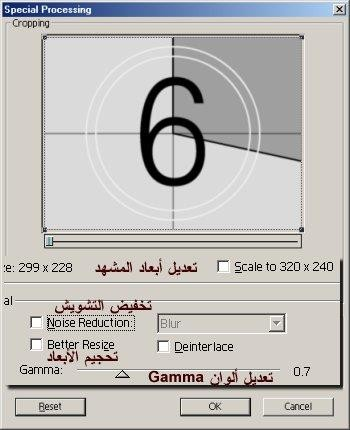 Special Processing
Cropping
6
ze: 299 x 228 تعديل أبعاد المشهد Scale to 320 x 240
al
تخفيض التشويش
Noise Reduction: Blur
Better Resize Deinterlace
تحجيم الأبعاد
Gamma: 0.7
تعديل ألوان Gamma
Reset OK Cancel